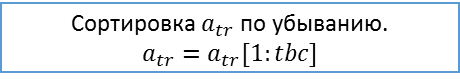 Сортировка a_tr по убыванию.
a_tr = a_tr[1:tbc]